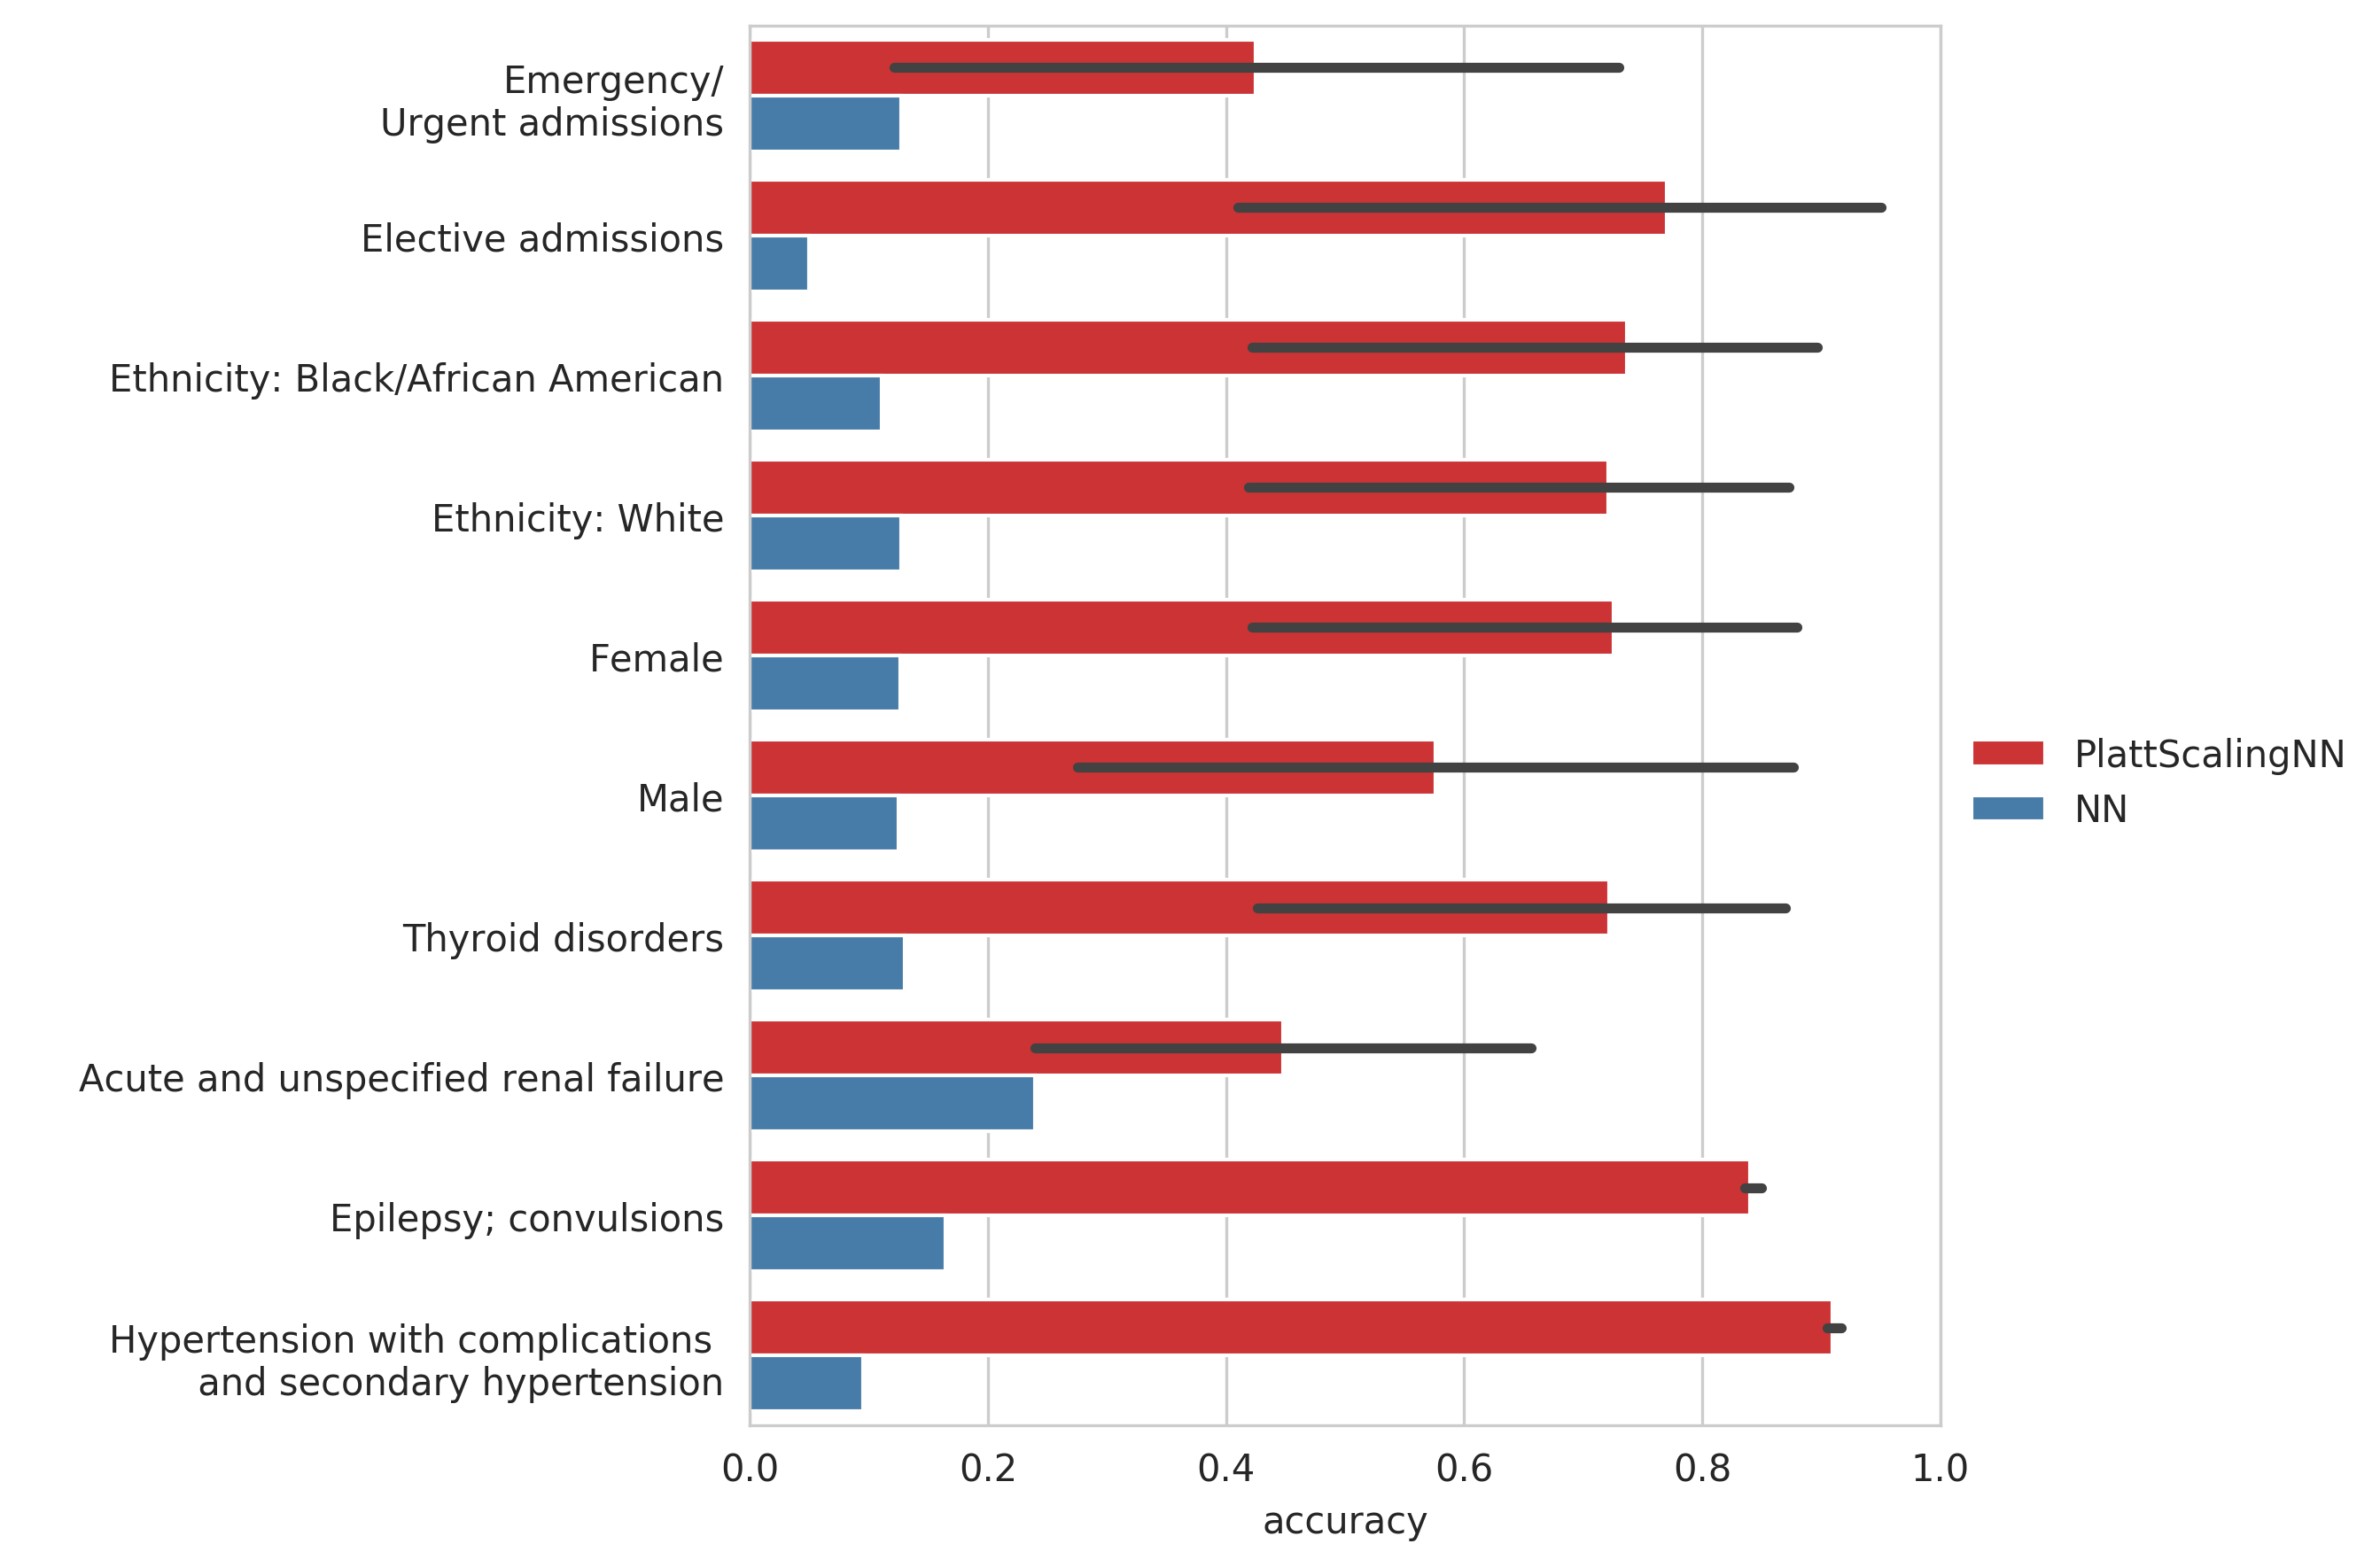 Emergency/
Urgent admissions
Elective admissions
Ethnicity: Black/African American
Ethnicity: White
Female
Male
Thyroid disorders
Acute and unspecified renal failure
Epilepsy; convulsions
Hypertension with complications
and secondary hypertension
0.0 0.2 0.4 0.6 0.8 1.0
accuracy
PlattScalingNN
NN